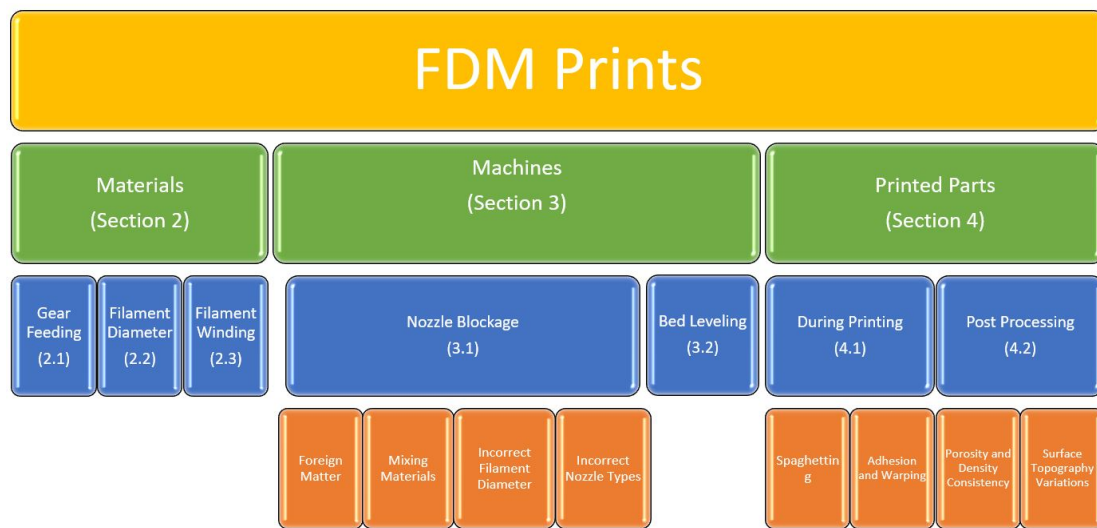 FDM Prints
Materials
(Section 2)
Machines
(Section 3)
Printed Parts
(Section 4)
Gear
Feeding
(2.1)
Filament
Diameter
(2.2)
Filament
Winding
(2.3)
Nozzle Blockage
(3.1)
Bed Leveling
(3.2)
During Printing
(4.1)
Post Processing
(4.2)
Foreign
Matter
Mixing
Materials
Incorrect
Filament
Diameter
Incorrect
Nozzle Types
Spaghettin
g
Adhesion
and Warping
Porosity and
Density
Consistency
Surface
Topography
Variations